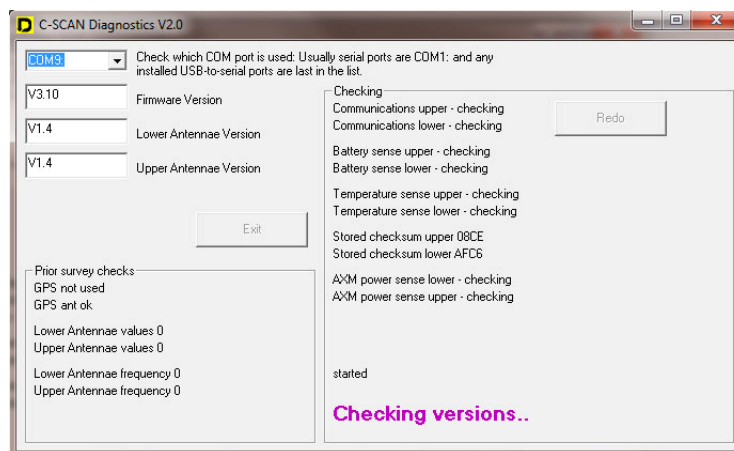 C-SCAN Diagnostics V2.0
COM9:
Check which COM port is used: Usually serial ports are COM1: and any
installed USB-to-serial ports are last in the list.
V3.10
Firmware Version
V1.4
Lower Antennae Version
V1.4
Upper Antennae Version
Exit
Prior survey checks
GPS not used
GPS ant ok
Lower Antennae values 0
Upper Antennae values 0
Lower Antennae frequency 0
Upper Antennae frequency 0
Checking
Communications upper - checking
Communications lower - checking
Redo
Battery sense upper - checking
Battery sense lower - checking
Temperature sense upper - checking
Temperature sense lower - checking
Stored checksum upper 08CE
Stored checksum lower AFC6
AXM power sense lower - checking
AXM power sense upper - checking
started
Checking versions..